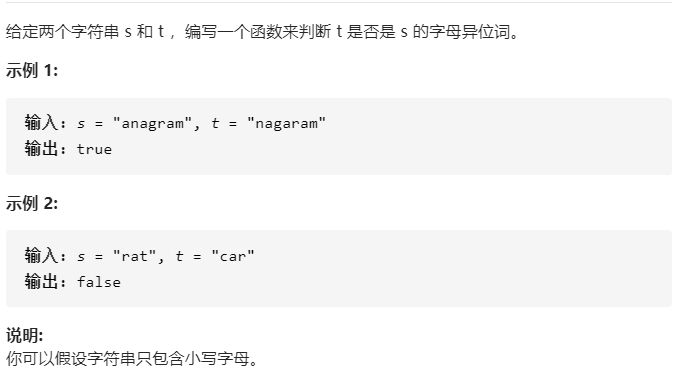 给定两个字符串 s 和 t ，编写一个函数来判断 t 是否是 s 的字母异位词。
示例 1:
输入: s = "anagram", t = "nagaram"
输出: true
示例 2:
输入: s = "rat", t = "car"
输出: false
说明:
你可以假设字符串只包含小写字母。